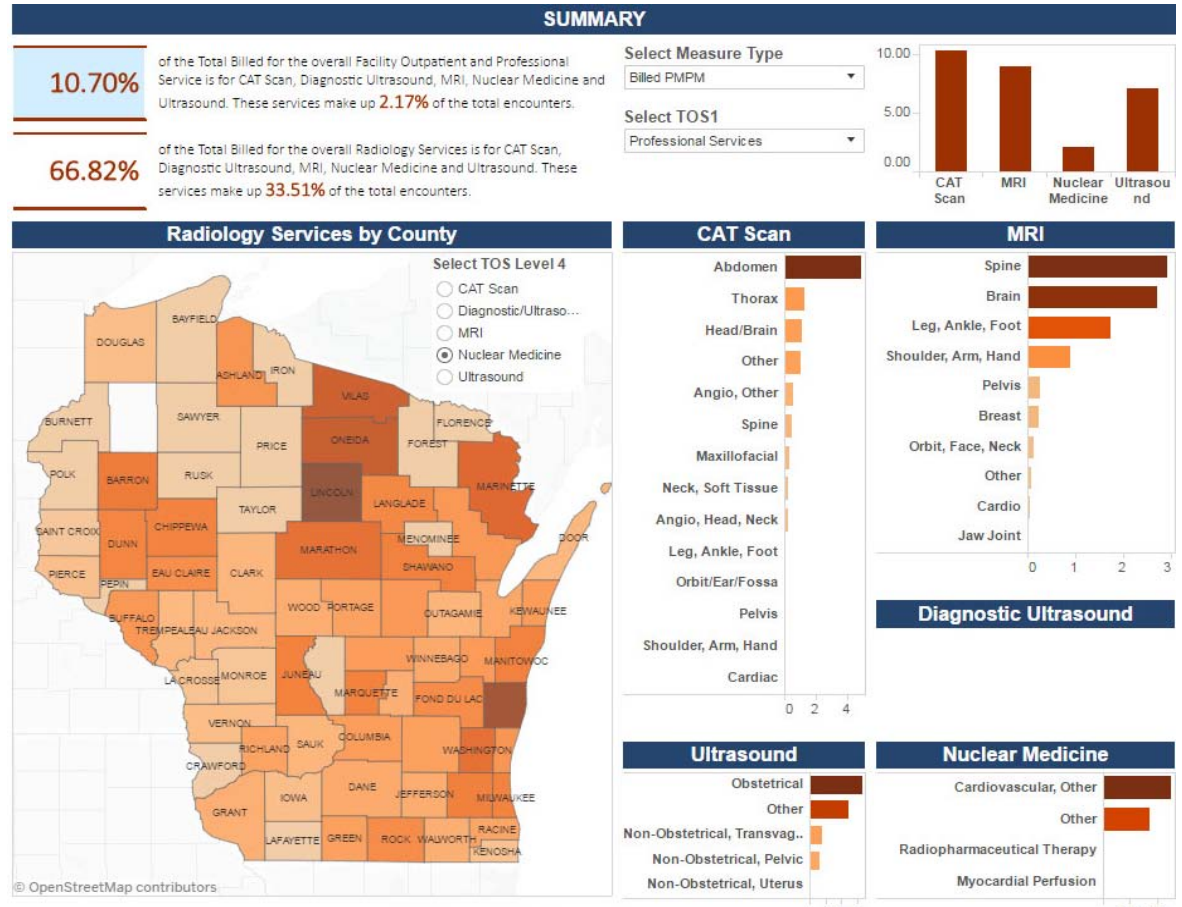 SUMMARY
10.70%
of the Total Billed for the overall Facility Outpatient and Professional
Service is for CAT Scan, Diagnostic Ultrasound, MRI, Nuclear Medicine and
Ultrasound. These services make up 2.17% of the total encounters.
66.82%
of the Total Billed for the overall Radiology Services is for CAT Scan,
Diagnostic Ultrasound, MRI, Nuclear Medicine and Ultrasound. These
services make up 33.51% of the total encounters.
Select Measure Type
Billed PMPM
Select TOS1
Professional Services
10.00
5.00
0.00
CAT
Scan
MRI
Nuclear
Medicine
Ultrasou
nd
Radiology Services by County
Select TOS Level 4
CAT Scan
Diagnostic/Ultraso...
MRI
Nuclear Medicine
Ultrasound
BAYFIELD
DOUGLAS
ASHLAND
IRON
VILAS
BURNETT
SAWYER
FLORENCE
PRICE
ONEIDA
FOREST
POLK
BARRON
RUSK
LINCOLN
LANGLADE
MARINETTE
TAYLOR
SAINT CROIX
CHIPPEWA
DUNN
MENOMINEE
DOOR
MARATHON
PIERCE
EAU CLAIRE
CLARK
SHAWANO
PEPIN
BUFFALO
WOOD
PORTAGE
OUTAGAMIE
KEWAUNEE
TREMPEALEAU
JACKSON
LA CROSSE
MONROE
JUNEAU
WINNEBAGO
MANITOWOC
MARQUETTE
FOND DU LAC
VERNON
RICHLAND
SAUK
COLUMBIA
WASHINGTON
CRAWFORD
DANE
JEFFERSON
MILWAUKEE
GRANT
IOWA
LAFAYETTE
GREEN
ROCK
WALWORTH
RACINE
KENOSHA
© OpenStreetMap contributors
CAT Scan
Abdomen
Thorax
Head/Brain
Other
Angio, Other
Spine
Maxillofacial
Neck, Soft Tissue
Angio, Head, Neck
Leg, Ankle, Foot
Orbit/Ear/Fossa
Pelvis
Shoulder, Arm, Hand
Cardiac
0 2 4
MRI
Spine
Brain
Leg, Ankle, Foot
Shoulder, Arm, Hand
Pelvis
Breast
Orbit, Face, Neck
Other
Cardio
Jaw Joint
0 1 2 3
Diagnostic Ultrasound
Ultrasound
Obstetrical
Other
Non-Obstetrical, Transvag..
Non-Obstetrical, Pelvic
Non-Obstetrical, Uterus
Nuclear Medicine
Cardiovascular, Other
Other
Radiopharmaceutical Therapy
Myocardial Perfusion